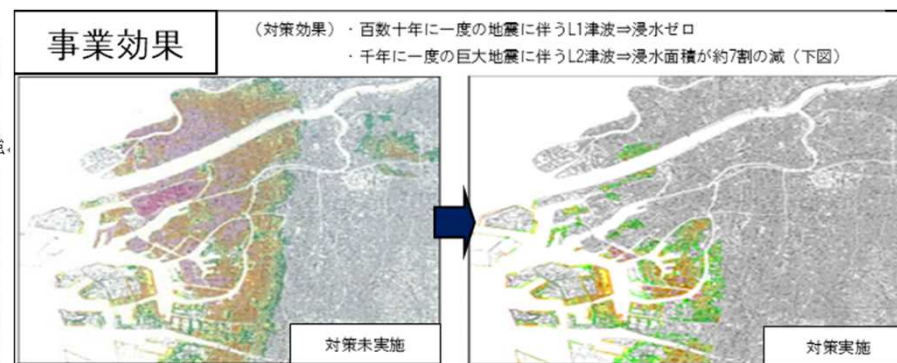 事業効果
（対策効果）・百数十年に一度の地震に伴うL1津波⇒浸水ゼロ
・千年に一度の巨大地震に伴うL2津波⇒浸水面積が約7割の減（下図）
対策未実施
対策実施